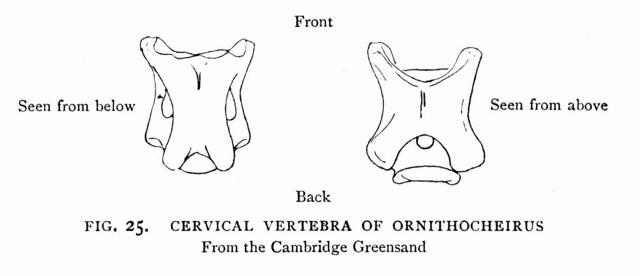 Front
Seen from below
Seen from above
Back
FIG. 25. CERVICAL VERTEBRA OF ORNITHOCHEIRUS
From the Cambridge Greensand